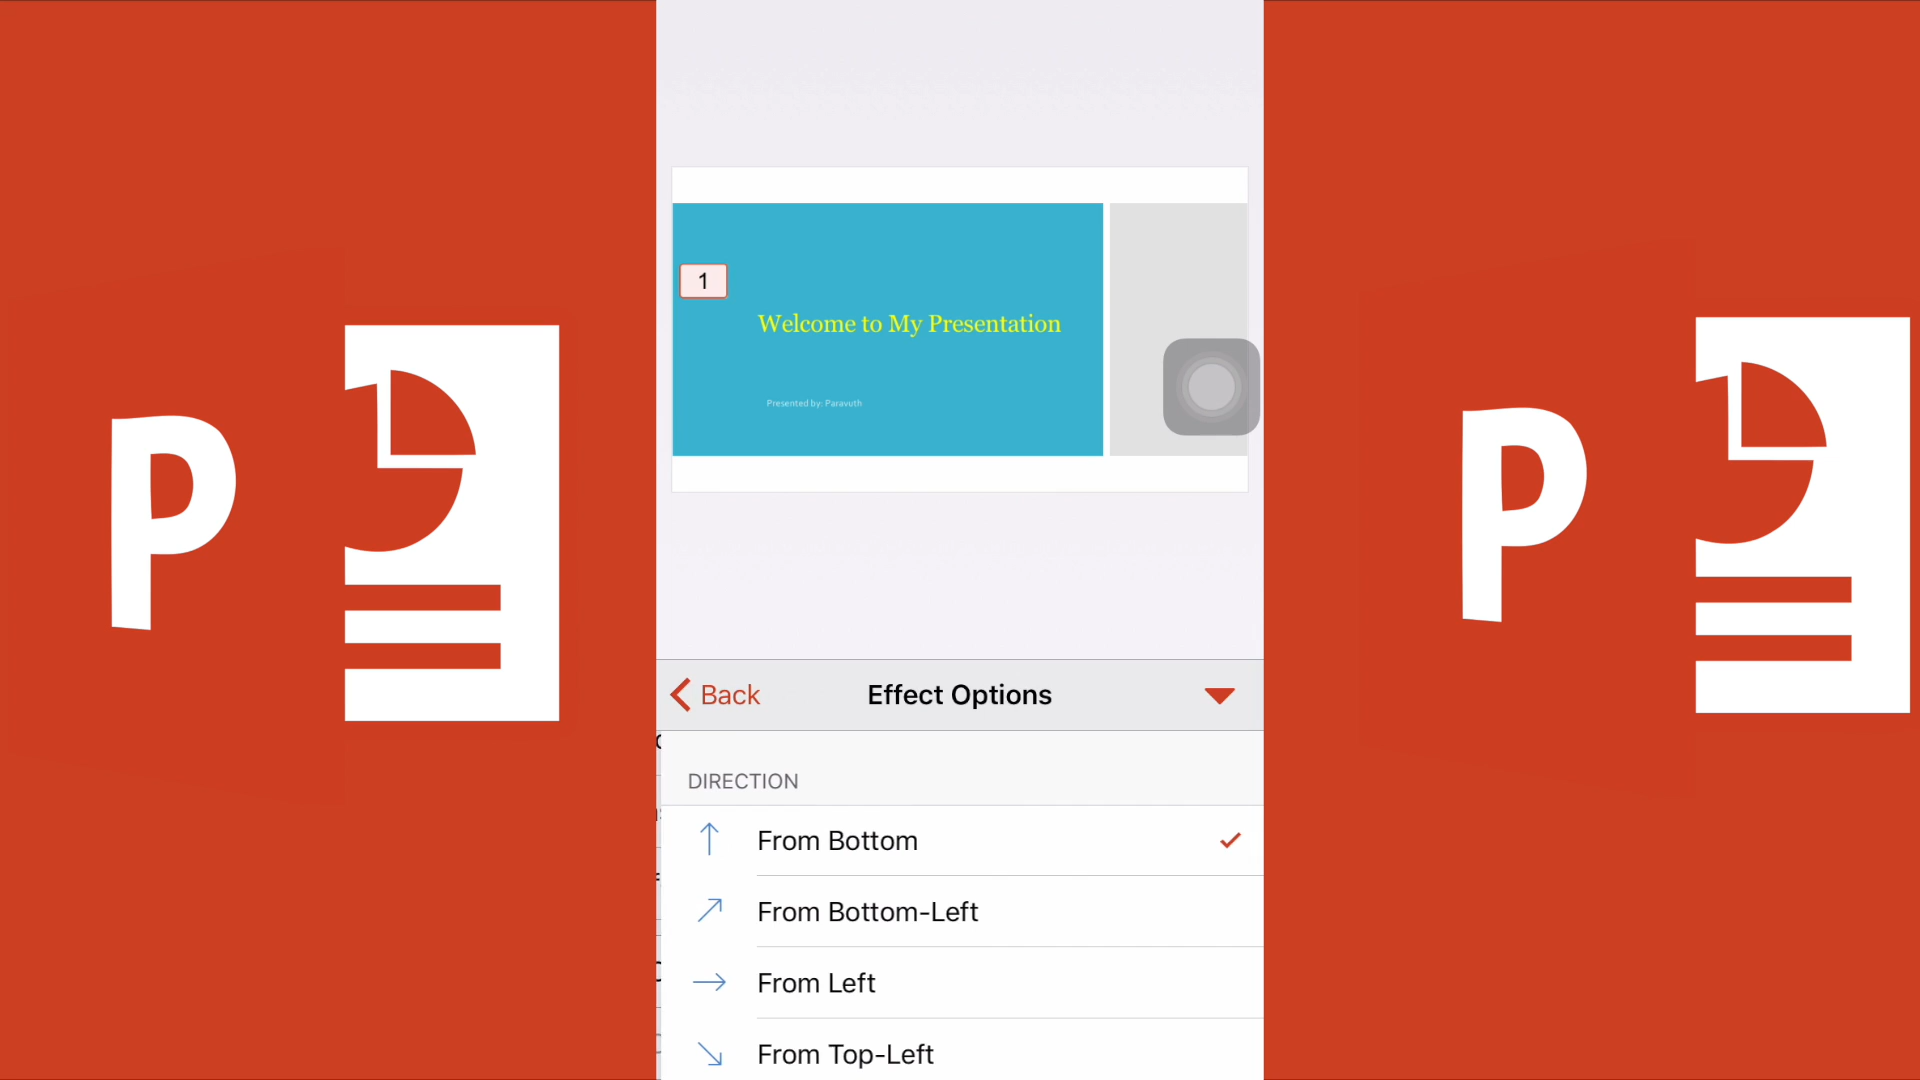 1
Welcome to My Presentation
Presented by: Paravuth
P
P
Back
Effect Options
DIRECTION
From Bottom
From Bottom-Left
From Left
From Top-Left